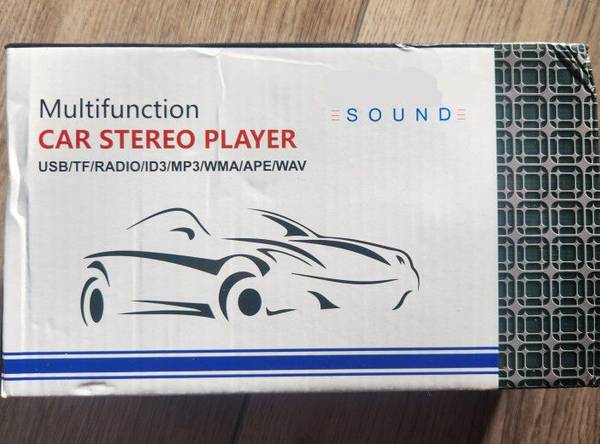 Multifunction
CAR STEREO PLAYER
USB/TF/RADIO/ID3/MP3/WMA/APE/WAV
SOUND